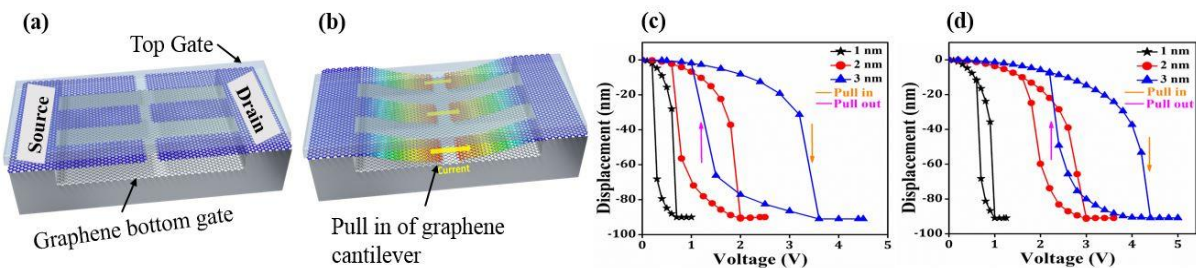 (a)
Top Gate
Source
Drain
Graphene bottom gate
(b)
Current
Pull in of graphene
cantilever
(c)
Displacement (nm)
0
-20
-40
-60
-80
-100
1 nm
2 nm
3 nm
Pull in
Pull out
0 1 2 3 4
Voltage (V)
(d)
Displacement (nm)
0
-20
-40
-60
-80
-100
1 nm
2 nm
3 nm
Pull in
Pull out
0 1 2 3 4 5
Voltage (V)